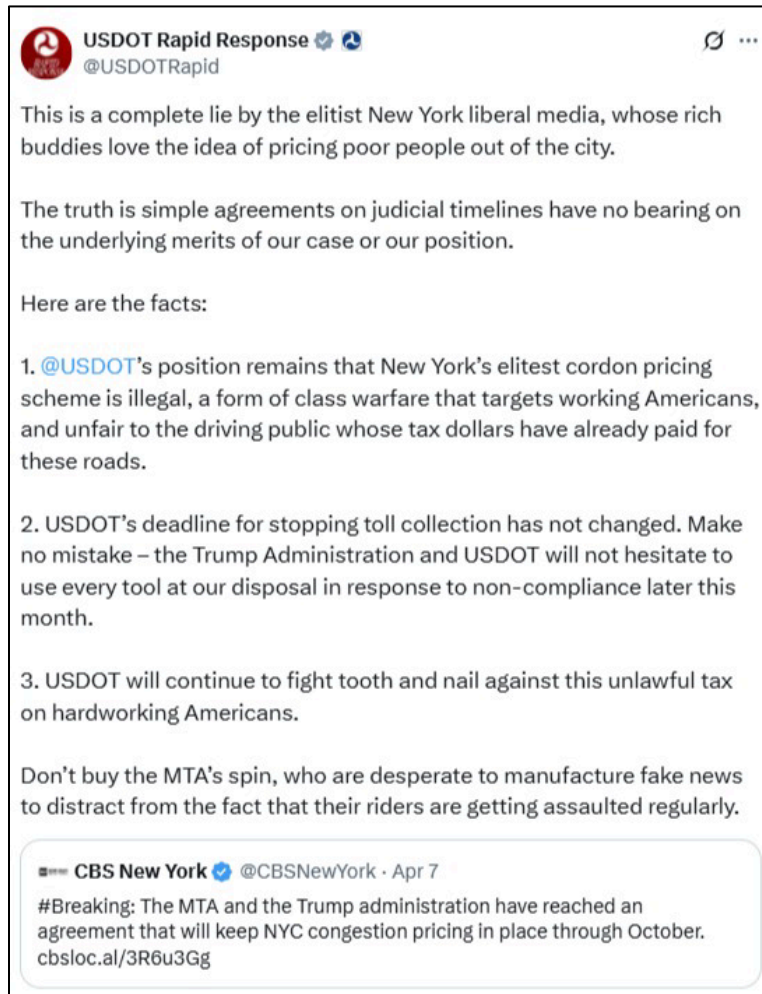 USDOT Rapid Response
@USDOTRapid
This is a complete lie by the elitist New York liberal media, whose rich
buddies love the idea of pricing poor people out of the city.
The truth is simple agreements on judicial timelines have no bearing on
the underlying merits of our case or our position.
Here are the facts:
1. @USDOT’s position remains that New York’s elitest cordon pricing
scheme is illegal, a form of class warfare that targets working Americans,
and unfair to the driving public whose tax dollars have already paid for
these roads.
2. USDOT’s deadline for stopping toll collection has not changed. Make
no mistake – the Trump Administration and USDOT will not hesitate to
use every tool at our disposal in response to non-compliance later this
month.
3. USDOT will continue to fight tooth and nail against this unlawful tax
on hardworking Americans.
Don’t buy the MTA’s spin, who are desperate to manufacture fake news
to distract from the fact that their riders are getting assaulted regularly.
CBS New York @CBSNewYork · Apr 7
#Breaking: The MTA and the Trump administration have reached an
agreement that will keep NYC congestion pricing in place through October.
cbsloc.al/3R6u3Gg